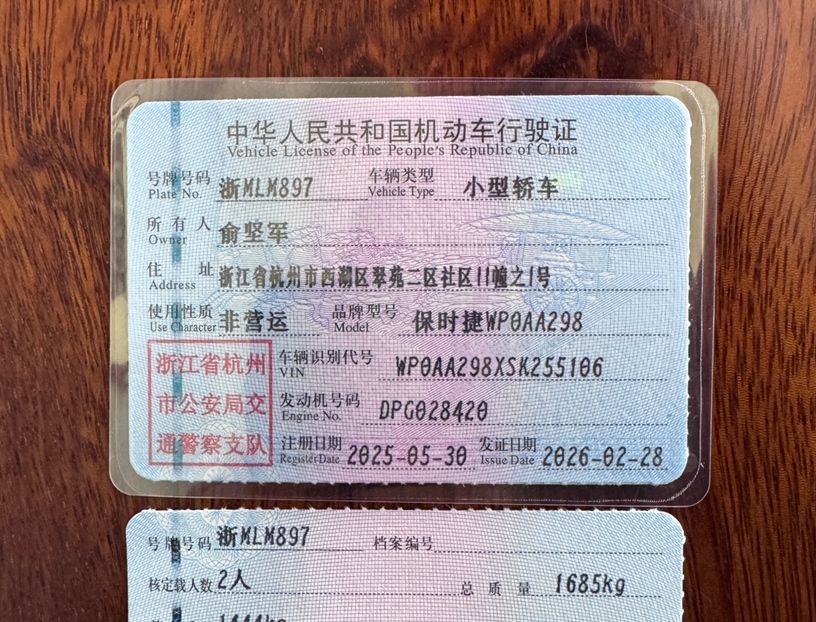 中华人民共和国机动车行驶证
Vehicle License of the People's Republic of China
号牌号码 浙MLM897 车辆类型 小型轿车
Plate No. Vehicle Type
所有人 俞坚军
Owner
住址 浙江省杭州市西湖区翠苑二区社区11幢之1号
Address
使用性质 非营运 品牌型号 保时捷WP0AA298
Use Character Model
浙江省杭州
市公安局交
通警察支队
车辆识别代号 WP0AA298XSK255106
VIN
发动机号码 DPG028420
Engine No.
注册日期 2025-05-30 发证日期 2026-02-28
Register Date Issue Date
号牌号码 浙MLM897 档案编号
核定载人数 2人 总质量 1685kg